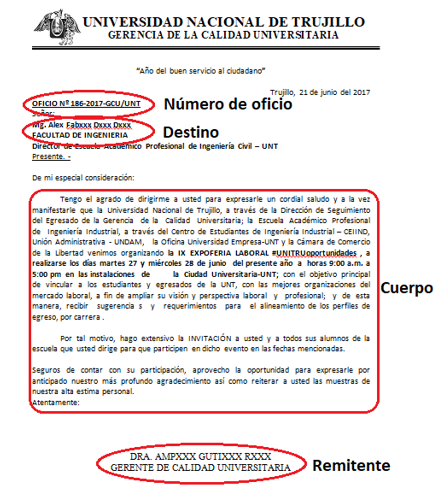 UNIVERSIDAD NACIONAL DE TRUJILLO
GERENCIA DE LA CALIDAD UNIVERSITARIA
"Año del buen servicio al ciudadano"
Trujillo, 21 de junio del 2017
OFICIO Nº 186-2017-GCU/UNT
Número de oficio
Señor:
Mg. Alex Fabxxx Dxxx Dxxx
FACULTAD DE INGENIERIA
Destino
Director de Escuela Académico Profesional de Ingeniería Civil – UNT
Presente. -
De mi especial consideración:
Tengo el agrado de dirigirme a usted para expresarle un cordial saludo y a la vez
manifestarle que la Universidad Nacional de Trujillo, a través de la Dirección de Seguimiento
del Egresado de la Gerencia de la Calidad Universitaria; la Escuela Académico Profesional
de Ingeniería Industrial, a través del Centro de Estudiantes de Ingeniería Industrial – CEIIND,
Unión Administrativa - UNDAM, la Oficina Universidad Empresa-UNT y la Cámara de Comercio
de la Libertad venimos organizando la IX EXPOFERIA LABORAL #UNITRUoportunidades , a
realizarse los días martes 27 y miércoles 28 de junio del presente año a horas 9:00 a.m. a
5:00 pm en las instalaciones de la Ciudad Universitaria-UNT; con el objetivo principal
de vincular a los estudiantes y egresados de la UNT, con las mejores organizaciones del
mercado laboral, a fin de ampliar su visión y perspectiva laboral y profesional; y de esta
manera, recibir sugerencia s y requerimientos para el alineamiento de los perfiles de
egreso, por carrera .
Cuerpo
Por tal motivo, hago extensivo la INVITACIÓN a usted y a todos sus alumnos de la
escuela que usted dirige para que participen en dicho evento en las fechas mencionadas.
Seguros de contar con su participación, aprovecho la oportunidad para expresarle por
anticipado nuestro más profundo agradecimiento así como reiterar a usted las muestras de
nuestra alta estima personal.
Atentamente:
DRA. AMPXXX GUTIXXX RXXX
GERENTE DE CALIDAD UNIVERSITARIA
Remitente